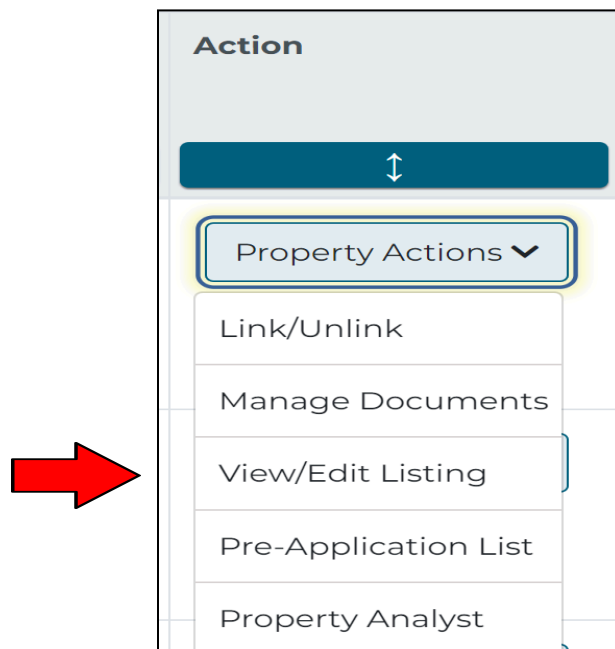 Action
Property Actions
Link/Unlink
Manage Documents
View/Edit Listing
Pre-Application List
Property Analyst